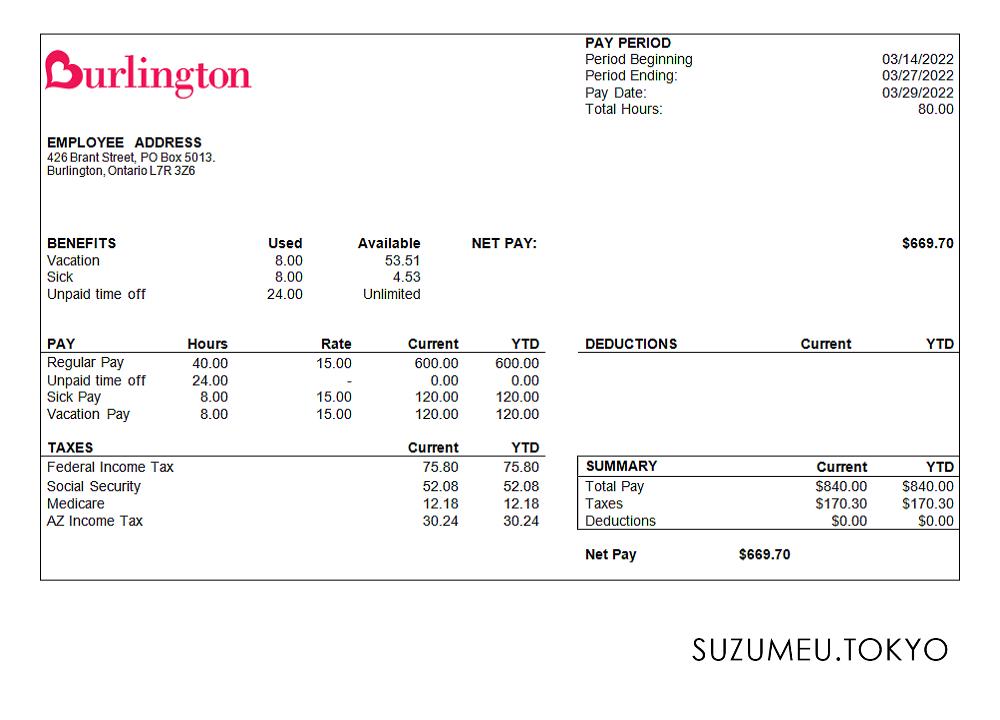 Burlington
PAY PERIOD
Period Beginning 03/14/2022
Period Ending: 03/27/2022
Pay Date: 03/29/2022
Total Hours: 80.00
EMPLOYEE ADDRESS
426 Brant Street, PO Box 5013.
Burlington, Ontario L7R 3Z6
BENEFITS Used Available NET PAY: $669.70
Vacation 8.00 53.51
Sick 8.00 4.53
Unpaid time off 24.00 Unlimited
PAY Hours Rate Current YTD
Regular Pay 40.00 15.00 600.00 600.00
Unpaid time off 24.00 - 0.00 0.00
Sick Pay 8.00 15.00 120.00 120.00
Vacation Pay 8.00 15.00 120.00 120.00
DEDUCTIONS Current YTD
TAXES Current YTD
Federal Income Tax 75.80 75.80
Social Security 52.08 52.08
Medicare 12.18 12.18
AZ Income Tax 30.24 30.24
SUMMARY Current YTD
Total Pay $840.00 $840.00
Taxes $170.30 $170.30
Deductions $0.00 $0.00
Net Pay $669.70
SUZUMEU.TOKYO